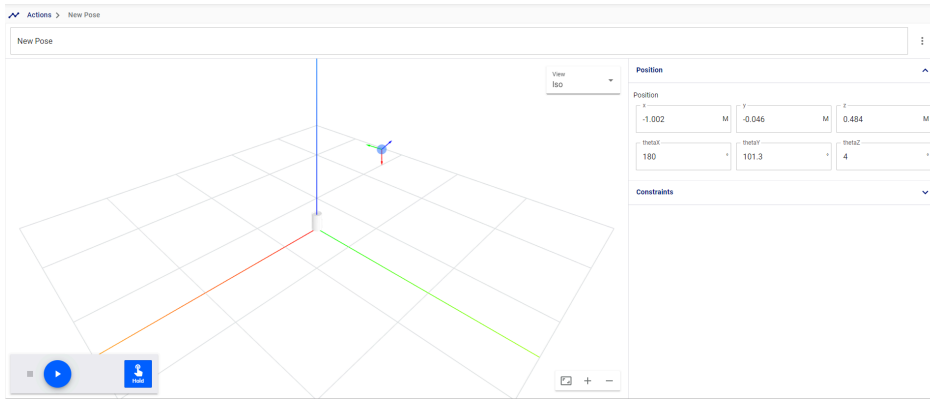 Actions > New Pose
New Pose
View
Iso
Position
Position
x
-1.002 M
y
-0.046 M
z
0.484 M
thetaX
180 °
thetaY
101.3 °
thetaZ
4 °
Constraints
Hold